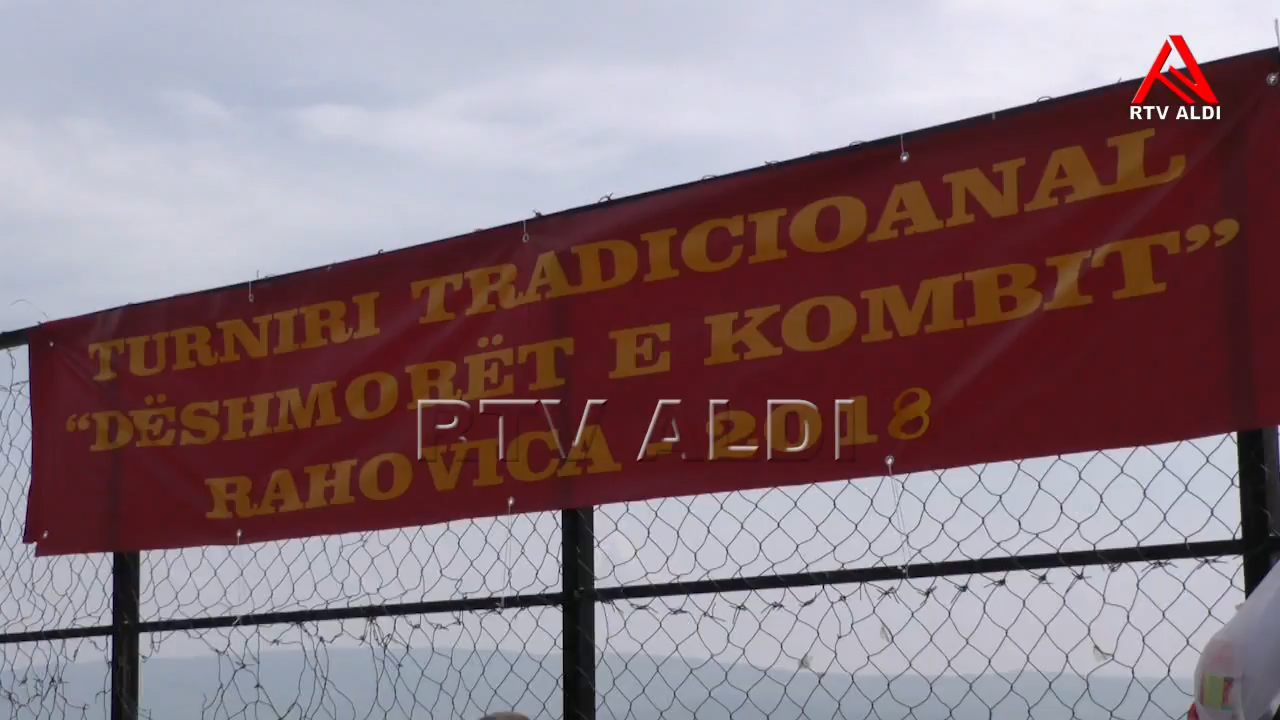 RTV ALDI
TURNIRI TRADICIOANAL
“DËSHMORËT E KOMBIT”
RAHOVICA - 2018
RTV ALDI